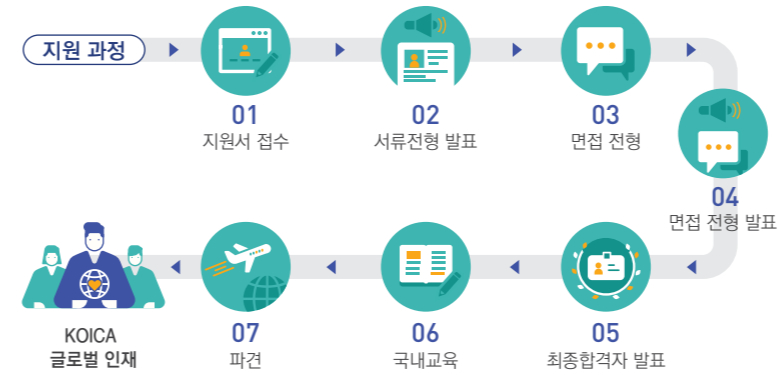 지원 과정
01
지원서 접수
02
서류전형 발표
03
면접 전형
04
면접 전형 발표
05
최종합격자 발표
06
국내교육
07
파견
KOICA
글로벌 인재